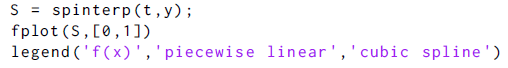 S = spinterp(t,y);
fplot(S,[0,1])
legend('f(x)','piecewise linear','cubic spline')